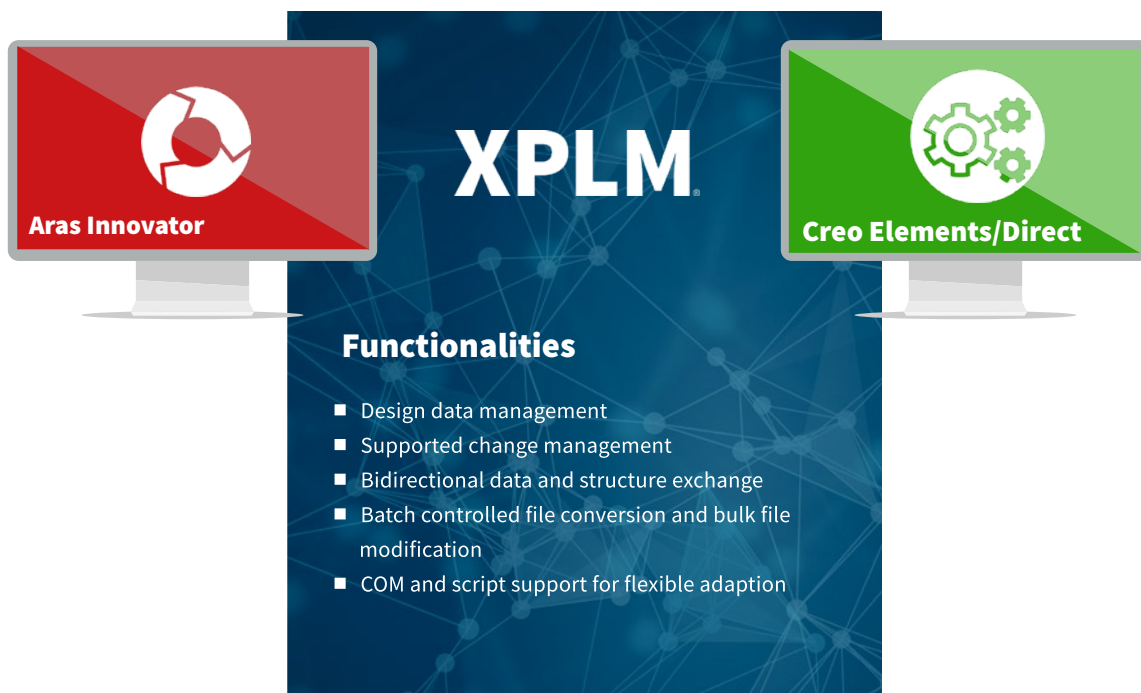 XPLM®
Aras Innovator
Creo Elements/Direct
Functionalities
■ Design data management
■ Supported change management
■ Bidirectional data and structure exchange
■ Batch controlled file conversion and bulk file
modification
■ COM and script support for flexible adaption